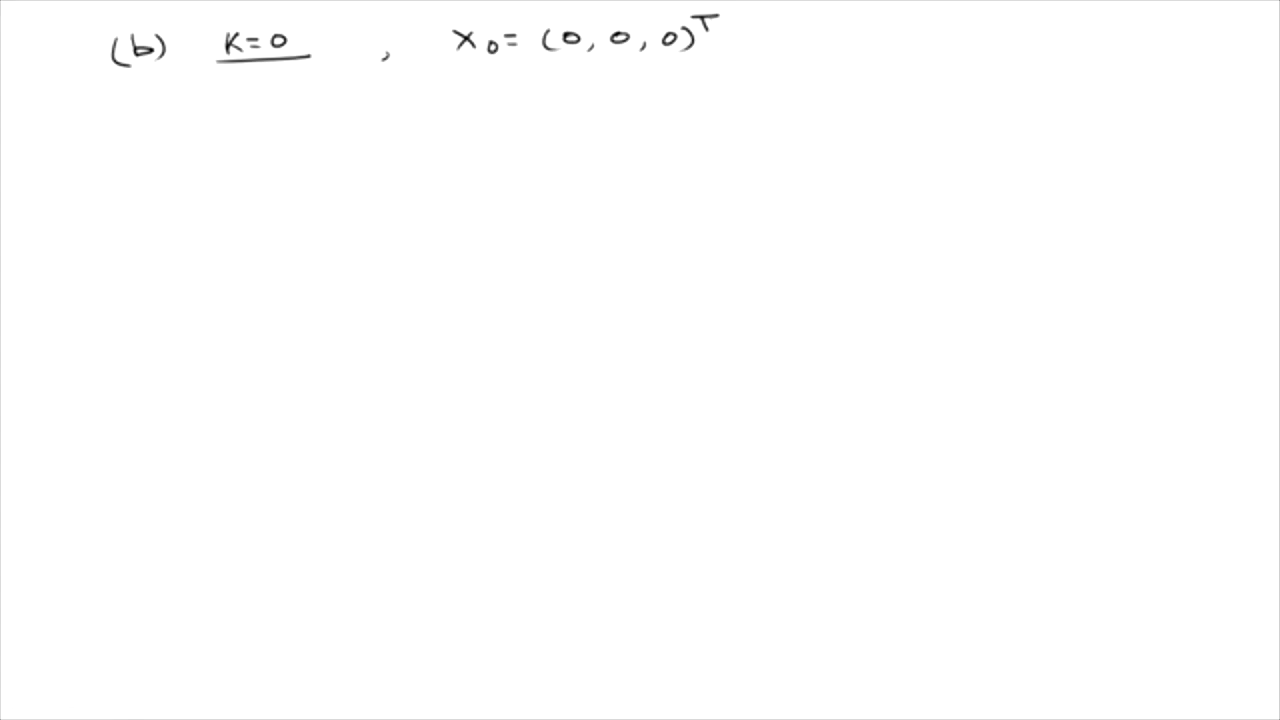 (b) K=0 , x₀= (0, 0, 0)ᵀ